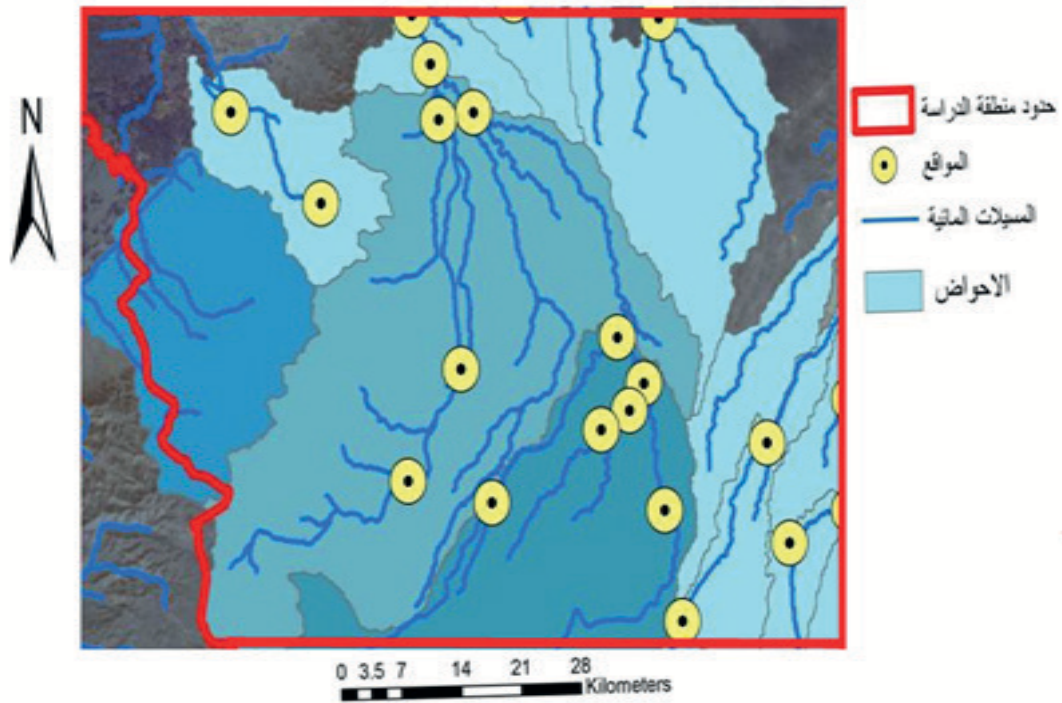 N
حدود منطقة الدراسة
المواقع
المسيلات المائية
الاحواض
0 3.5 7 14 21 28
Kilometers